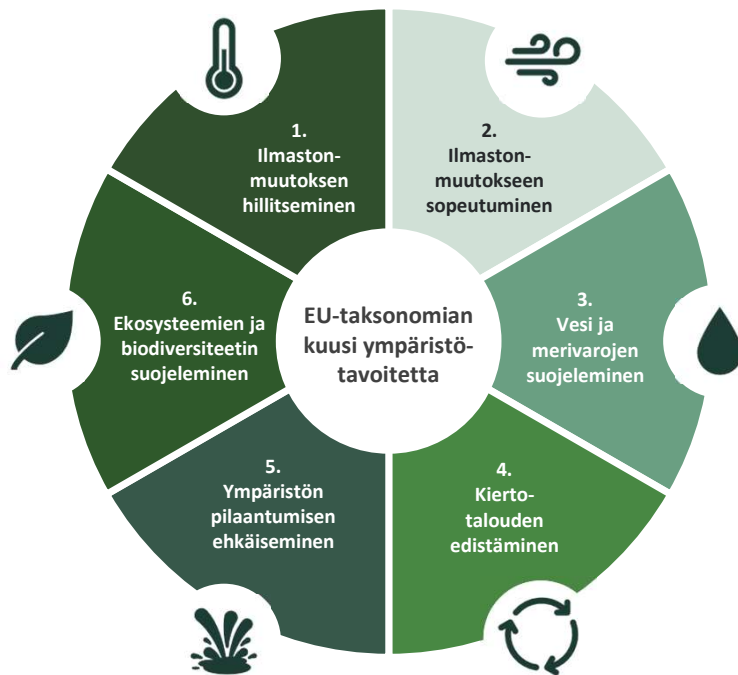 EU-taksonomian
kuusi ympäristö-
tavoitetta
1.
Ilmaston-
muutoksen
hillitseminen
2.
Ilmaston-
muutokseen
sopeutuminen
3.
Vesi ja
merivarojen
suojeleminen
4.
Kierto-
talouden
edistäminen
5.
Ympäristön
pilaantumisen
ehkäiseminen
6.
Ekosysteemien ja
biodiversiteetin
suojeleminen